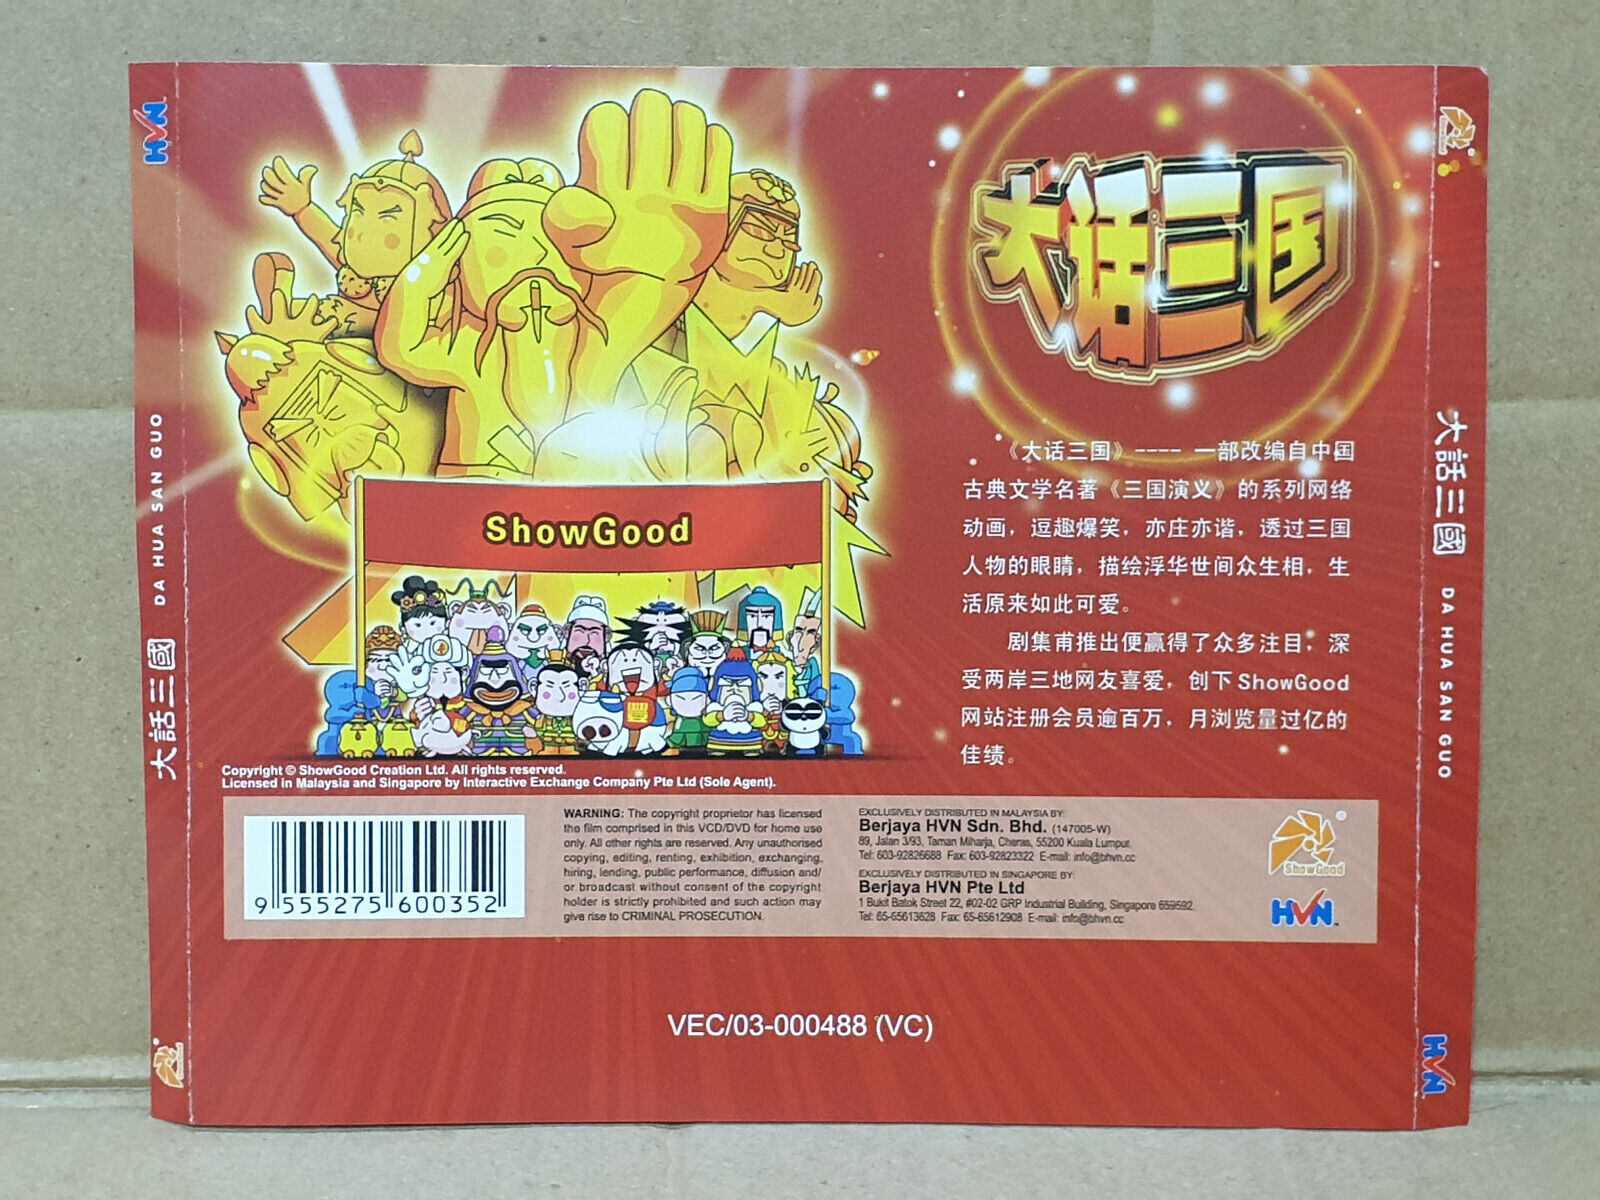 HVN
大話三國 DA HUA SAN GUO
大话三国
《大话三国》---- 一部改编自中国
古典文学名著《三国演义》的系列网络
动画，逗趣爆笑，亦庄亦谐，透过三国
人物的眼睛，描绘浮华世间众生相，生
活原来如此可爱。
剧集甫推出便赢得了众多注目，深
受两岸三地网友喜爱，创下ShowGood
网站注册会员逾百万，月浏览量过亿的
佳绩。
ShowGood
Copyright © ShowGood Creation Ltd. All rights reserved.
Licensed in Malaysia and Singapore by Interactive Exchange Company Pte Ltd (Sole Agent).
9 555275 600352
WARNING: The copyright proprietor has licensed
the film comprised in this VCD/DVD for home use
only. All other rights are reserved. Any unauthorised
copying, editing, renting, exhibition, exchanging,
hiring, lending, public performance, diffusion and/
or broadcast without consent of the copyright
holder is strictly prohibited and such action may
give rise to CRIMINAL PROSECUTION.
EXCLUSIVELY DISTRIBUTED IN MALAYSIA BY:
Berjaya HVN Sdn. Bhd. (147005-W)
89, Jalan 3/93, Taman Miharja, Cheras, 55200 Kuala Lumpur.
Tel: 603-92826688 Fax: 603-92823322 E-mail: info@bhvn.cc
EXCLUSIVELY DISTRIBUTED IN SINGAPORE BY:
Berjaya HVN Pte Ltd
1 Bukit Batok Street 22, #02-02 GRP Industrial Building, Singapore 659592.
Tel: 65-65613628 Fax: 65-65612908 E-mail: info@bhvn.cc
ShowGood
HVN
VEC/03-000488 (VC)
大話三國 DA HUA SAN GUO
HVN